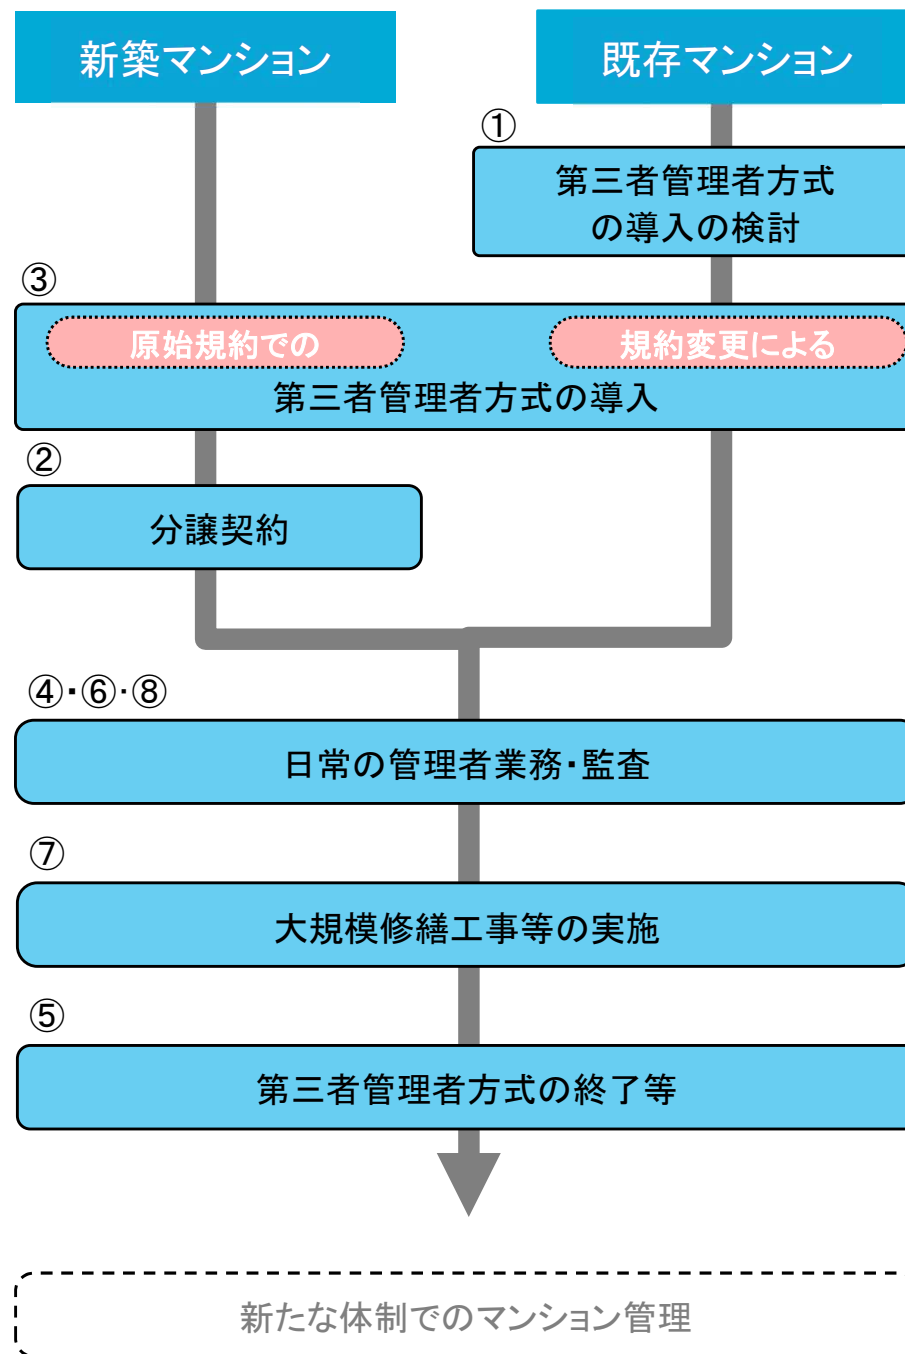 新築マンション
既存マンション
①
第三者管理者方式
の導入の検討
③
原始規約での
規約変更による
第三者管理者方式の導入
②
分譲契約
④・⑥・⑧
日常の管理者業務・監査
⑦
大規模修繕工事等の実施
⑤
第三者管理者方式の終了等
新たな体制でのマンション管理